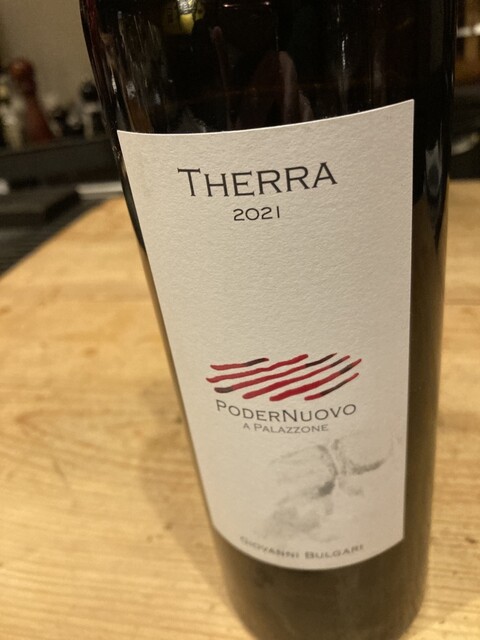 THERRA
2021
PODERNUOVO
A PALAZZONE
GIOVANNI BULGARI